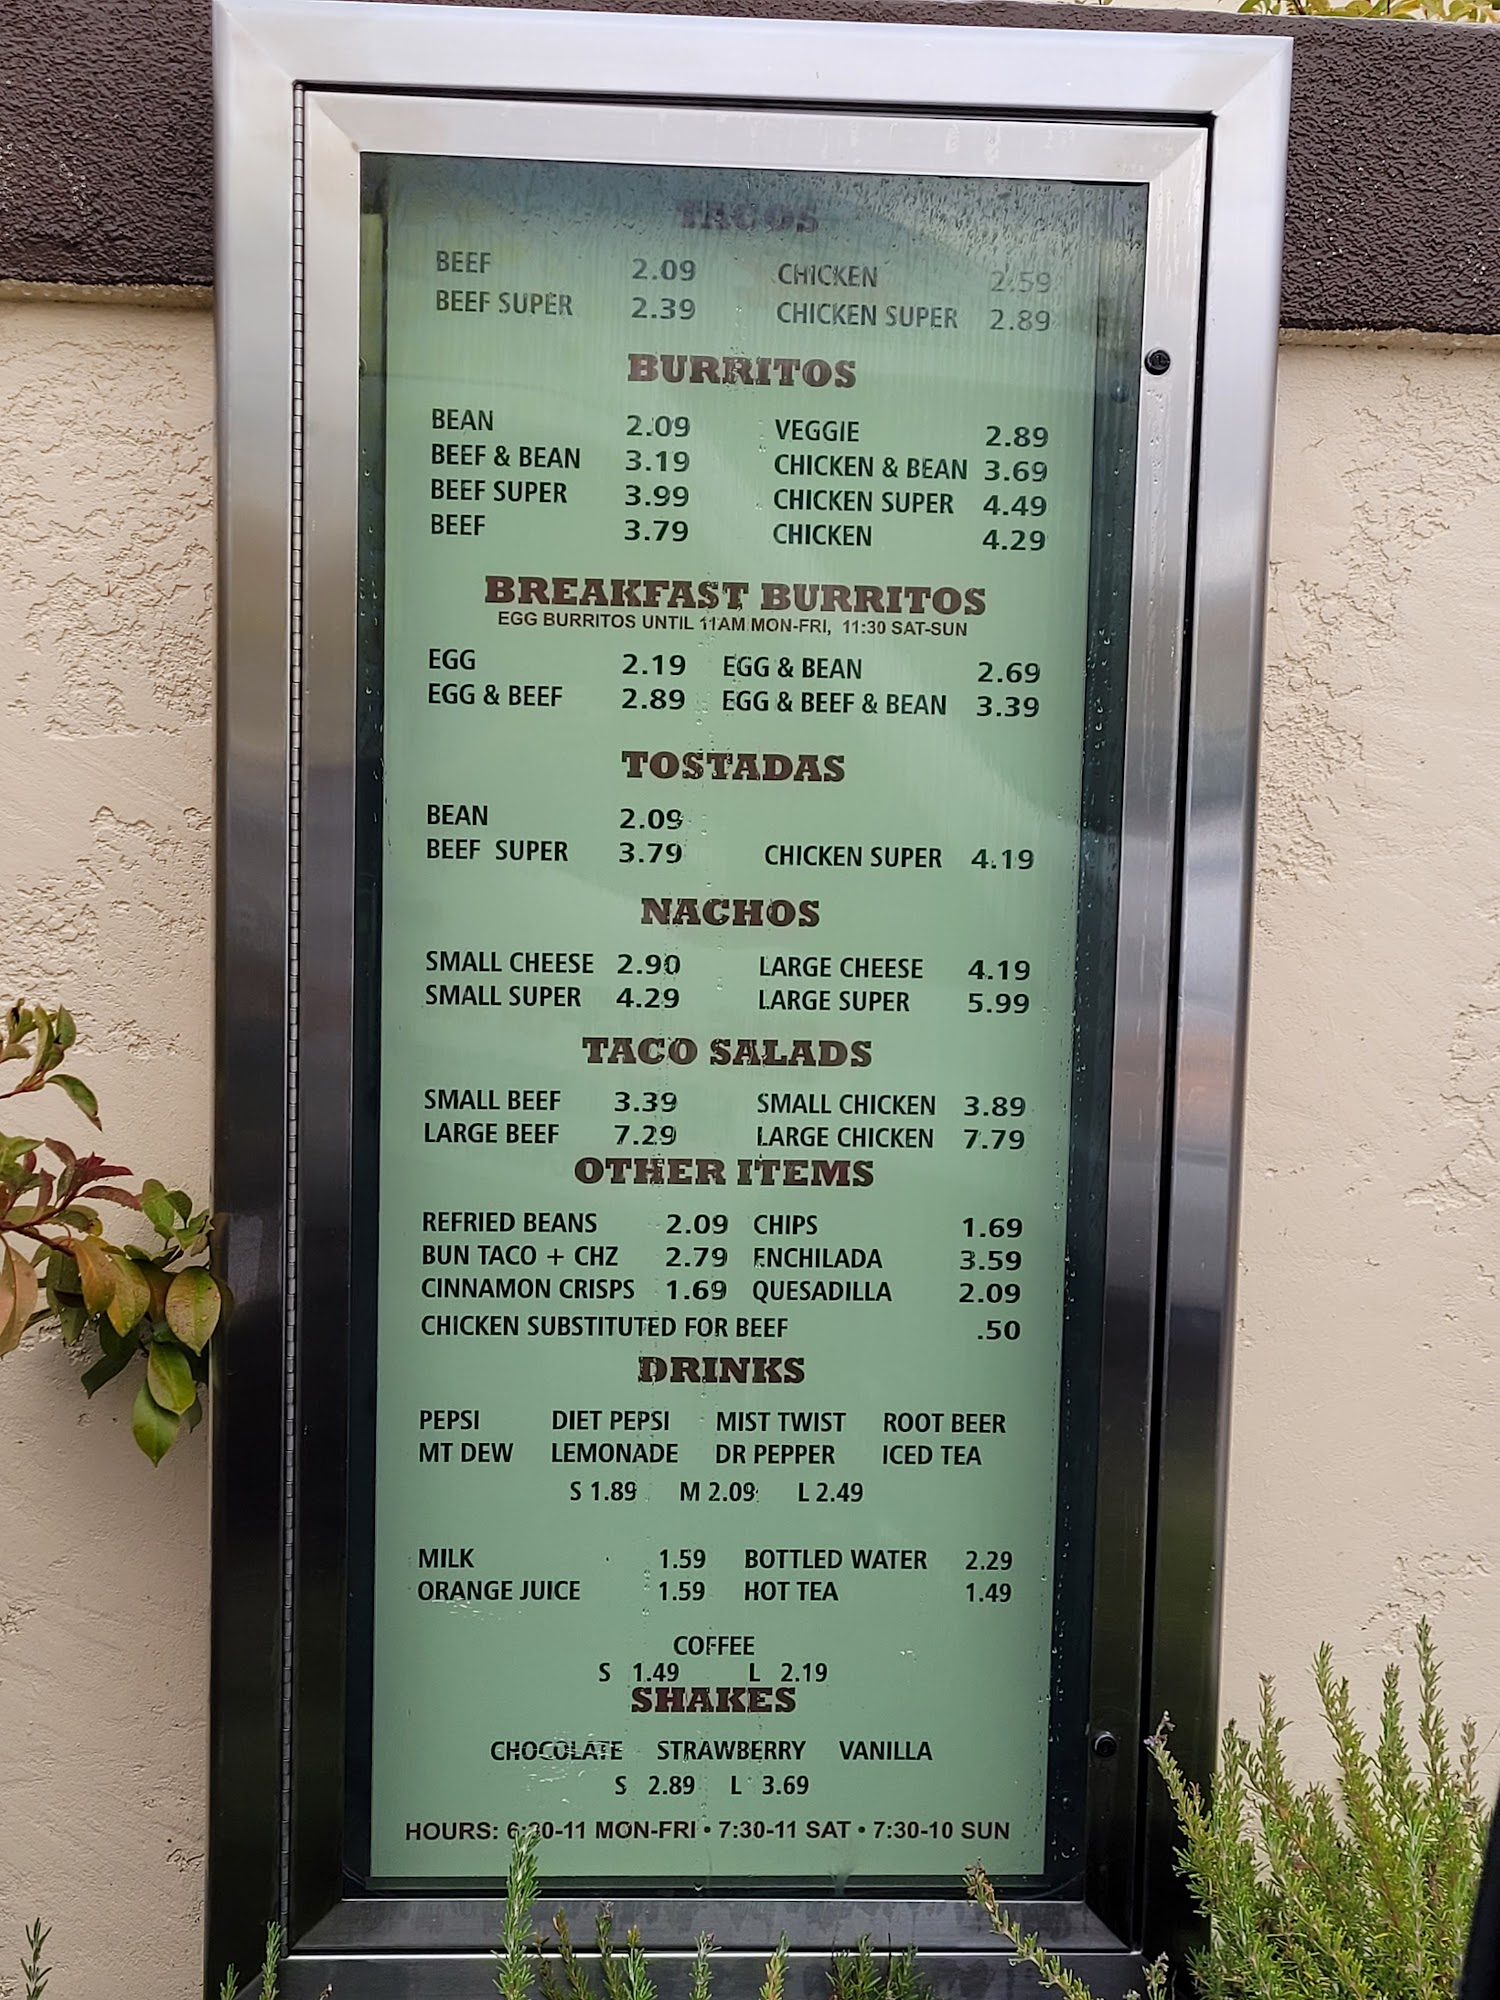 TACOS
BEEF 2.09 CHICKEN 2.59
BEEF SUPER 2.39 CHICKEN SUPER 2.89
BURRITOS
BEAN 2.09 VEGGIE 2.89
BEEF & BEAN 3.19 CHICKEN & BEAN 3.69
BEEF SUPER 3.99 CHICKEN SUPER 4.49
BEEF 3.79 CHICKEN 4.29
BREAKFAST BURRITOS
EGG BURRITOS UNTIL 11AM MON-FRI, 11:30 SAT-SUN
EGG 2.19 EGG & BEAN 2.69
EGG & BEEF 2.89 EGG & BEEF & BEAN 3.39
TOSTADAS
BEAN 2.09
BEEF SUPER 3.79 CHICKEN SUPER 4.19
NACHOS
SMALL CHEESE 2.90 LARGE CHEESE 4.19
SMALL SUPER 4.29 LARGE SUPER 5.99
TACO SALADS
SMALL BEEF 3.39 SMALL CHICKEN 3.89
LARGE BEEF 7.29 LARGE CHICKEN 7.79
OTHER ITEMS
REFRIED BEANS 2.09 CHIPS 1.69
BUN TACO + CHZ 2.79 ENCHILADA 3.59
CINNAMON CRISPS 1.69 QUESADILLA 2.09
CHICKEN SUBSTITUTED FOR BEEF .50
DRINKS
PEPSI DIET PEPSI MIST TWIST ROOT BEER
MT DEW LEMONADE DR PEPPER ICED TEA
S 1.89 M 2.09 L 2.49
MILK 1.59 BOTTLED WATER 2.29
ORANGE JUICE 1.59 HOT TEA 1.49
COFFEE
S 1.49 L 2.19
SHAKES
CHOCOLATE STRAWBERRY VANILLA
S 2.89 L 3.69
HOURS: 6:30-11 MON-FRI • 7:30-11 SAT • 7:30-10 SUN